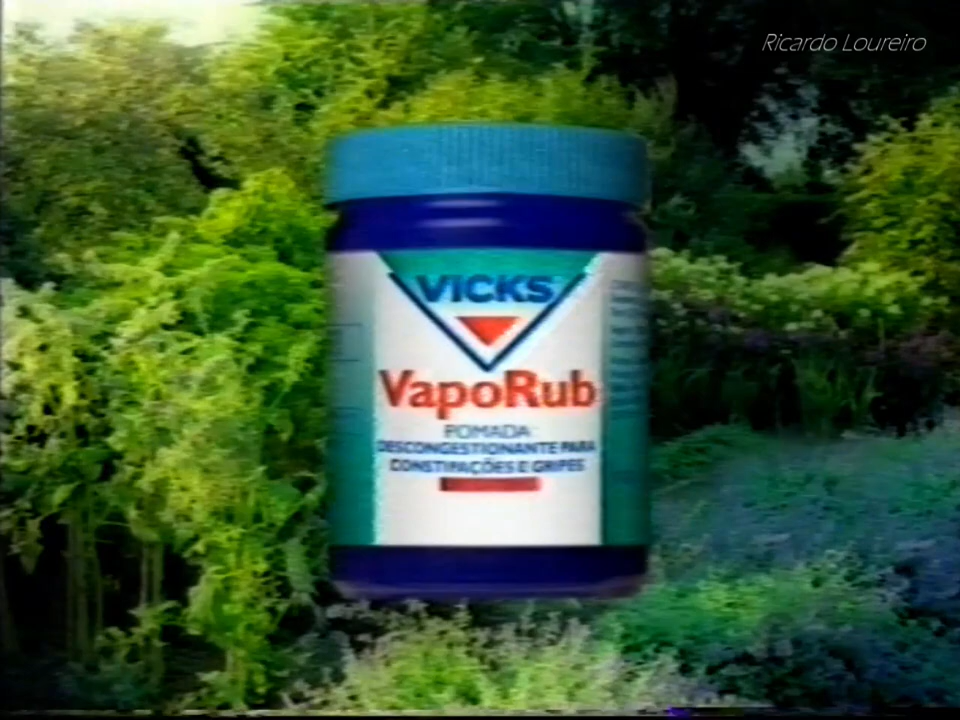 Ricardo Loureiro
VICKS
VapoRub
POMADA
DESCONGESTIONANTE PARA
CONSTIPAÇÕES E GRIPES